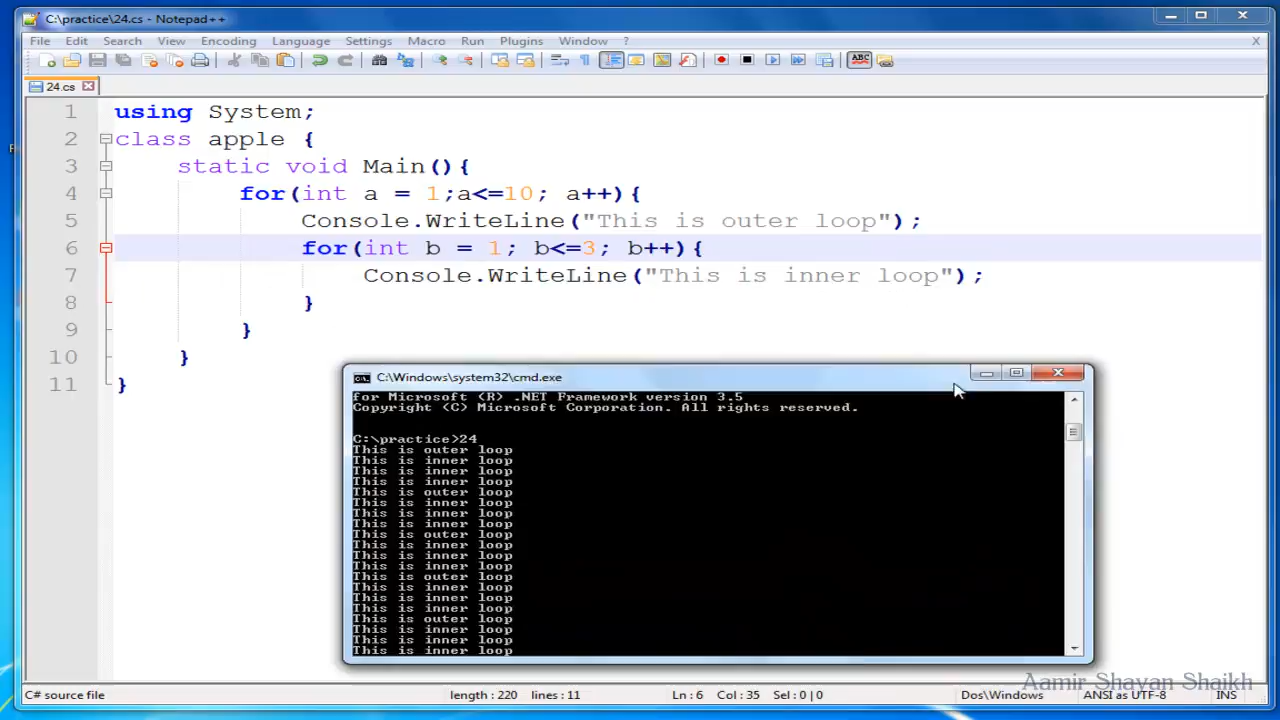 C:\practice\24.cs - Notepad++
File Edit Search View Encoding Language Settings Macro Run Plugins Window ? X
ABC
24.cs
1 using System;
2 class apple {
3 static void Main(){
4 for(int a = 1;a<=10; a++){
5 Console.WriteLine("This is outer loop");
6 for(int b = 1; b<=3; b++){
7 Console.WriteLine("This is inner loop");
8 }
9 }
10 }
11 }
C:\Windows\system32\cmd.exe
for Microsoft (R) .NET Framework version 3.5
Copyright (C) Microsoft Corporation. All rights reserved.
C:\practice>24
This is outer loop
This is inner loop
This is inner loop
This is inner loop
This is outer loop
This is inner loop
This is inner loop
This is inner loop
This is outer loop
This is inner loop
This is inner loop
This is inner loop
This is outer loop
This is inner loop
This is inner loop
This is inner loop
This is outer loop
This is inner loop
This is inner loop
This is inner loop
Aamir Shayan Shaikh
C# source file length : 220 lines : 11 Ln : 6 Col : 35 Sel : 0 | 0 Dos\Windows ANSI as UTF-8 INS